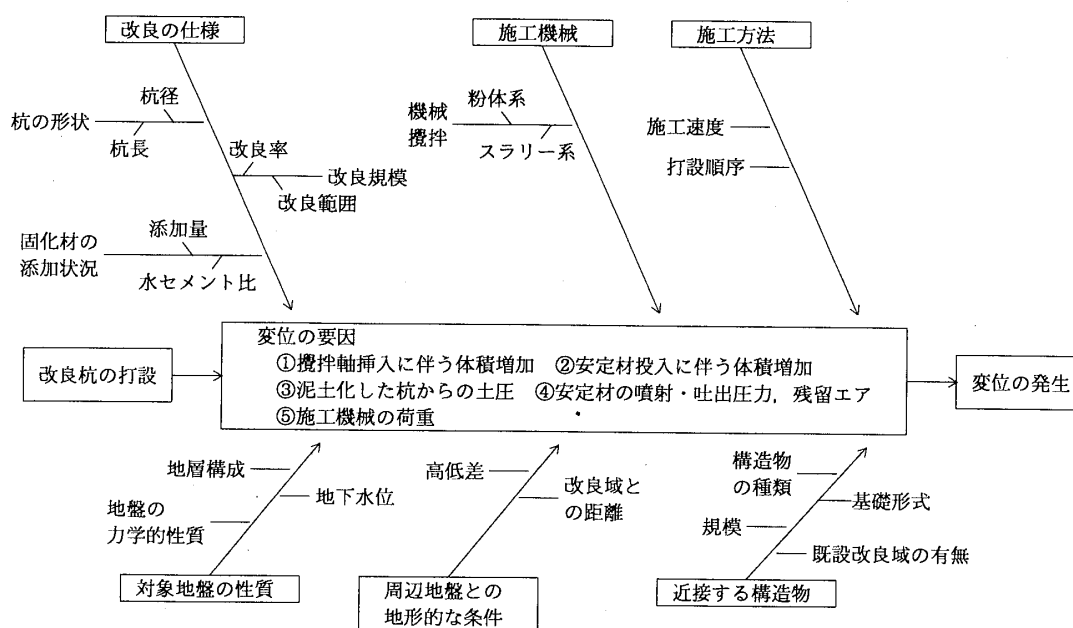 改良の仕様
施工機械
施工方法
杭径
杭の形状
杭長
改良率
改良規模
改良範囲
添加量
固化材の
添加状況
水セメント比
機械
攪拌
粉体系
スラリー系
施工速度
打設順序
改良杭の打設
変位の要因
①攪拌軸挿入に伴う体積増加 ②安定材投入に伴う体積増加
③泥土化した杭からの土圧 ④安定材の噴射・吐出圧力，残留エア
⑤施工機械の荷重
変位の発生
地層構成
地下水位
地盤の
力学的性質
対象地盤の性質
高低差
改良域と
の距離
周辺地盤との
地形的な条件
構造物
の種類
基礎形式
規模
既設改良域の有無
近接する構造物